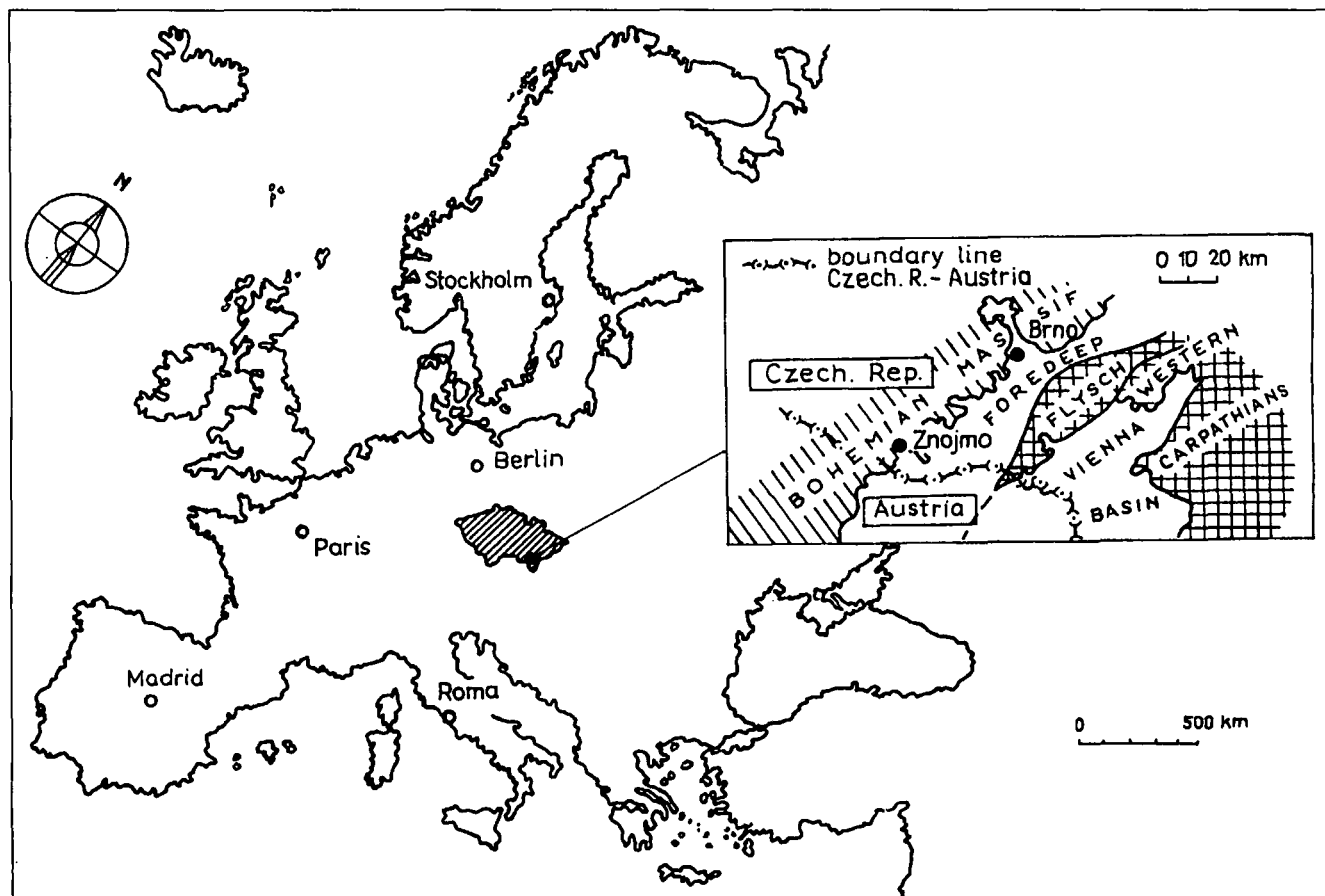 N
Stockholm
Berlin
Paris
Madrid
Roma
0 500 km
boundary line
Czech. R. - Austria
0 10 20 km
Brno
Czech. Rep.
BOHEMIAN MASSIF
FOREDEEP
FLYSCH
WESTERN
CARPATHIANS
Znojmo
VIENNA
BASIN
Austria